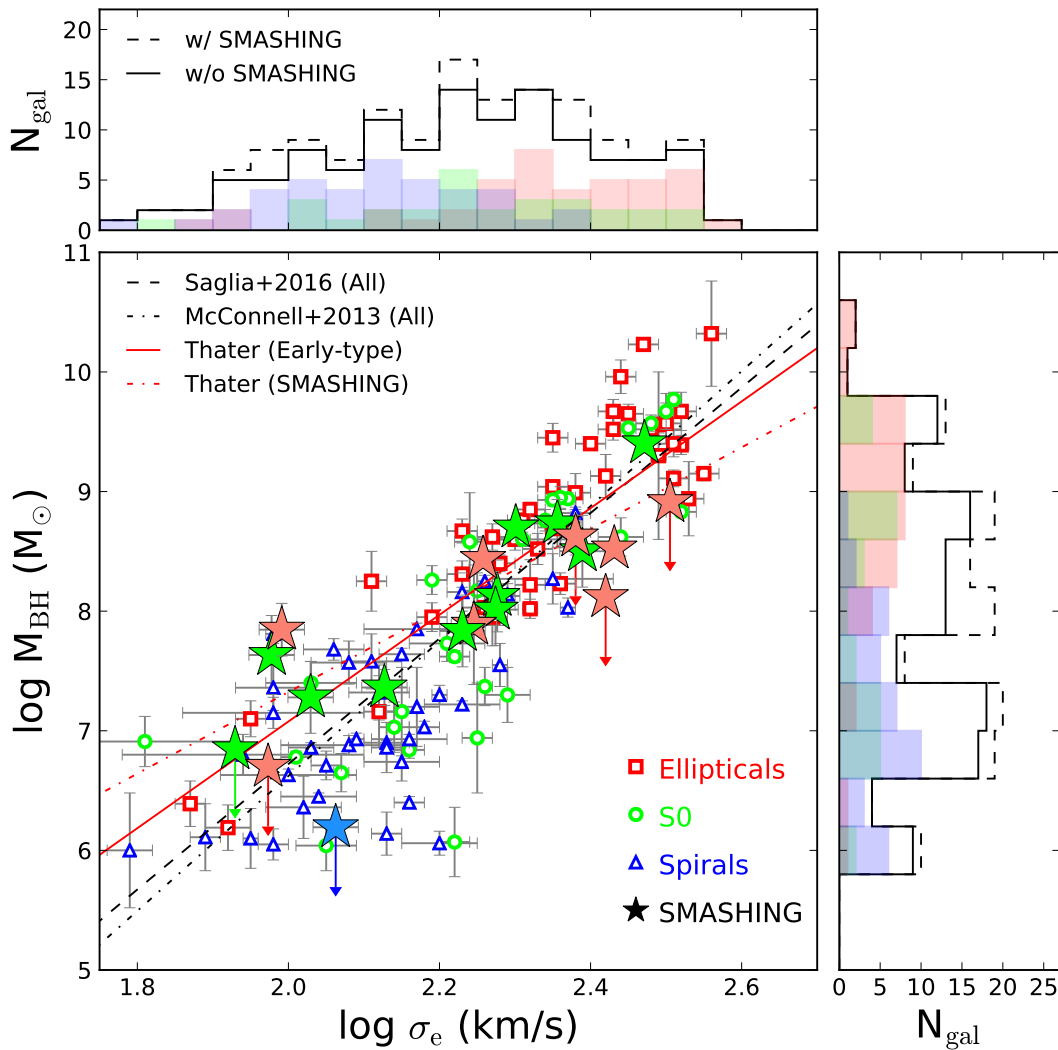 w/ SMASHING
w/o SMASHING
N_gal
20
15
10
5
0
Saglia+2016 (All)
McConnell+2013 (All)
Thater (Early-type)
Thater (SMASHING)
Ellipticals
S0
Spirals
SMASHING
log M_BH (M_⊙)
11
10
9
8
7
6
5
1.8 2.0 2.2 2.4 2.6
log σ_e (km/s)
0 5 10 15 20 25
N_gal